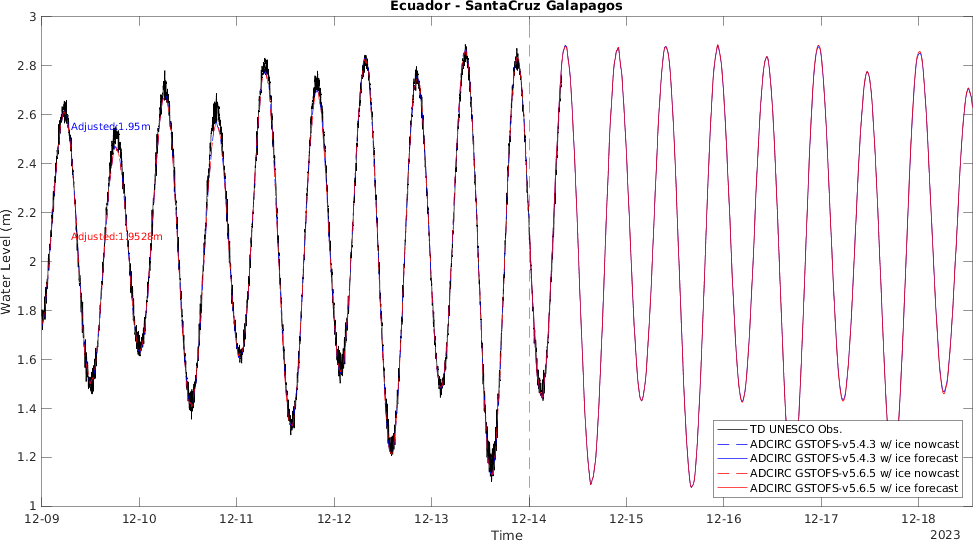 Ecuador - SantaCruz Galapagos
3
2.8
2.6
2.4
2.2
2
1.8
1.6
1.4
1.2
1
Water Level (m)
Adjusted:1.95m
Adjusted:1.9528m
TD UNESCO Obs.
ADCIRC GSTOFS-v5.4.3 w/ ice nowcast
ADCIRC GSTOFS-v5.4.3 w/ ice forecast
ADCIRC GSTOFS-v5.6.5 w/ ice nowcast
ADCIRC GSTOFS-v5.6.5 w/ ice forecast
12-09 12-10 12-11 12-12 12-13 12-14 12-15 12-16 12-17 12-18
Time
2023